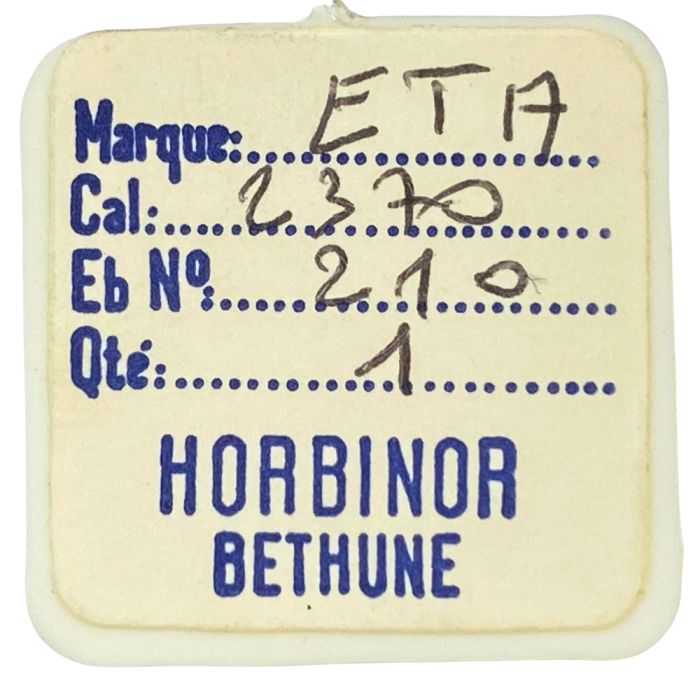 Marque: ETA
Cal: 2370
Eb Nº: 210
Qté: 1
HORBINOR
BETHUNE